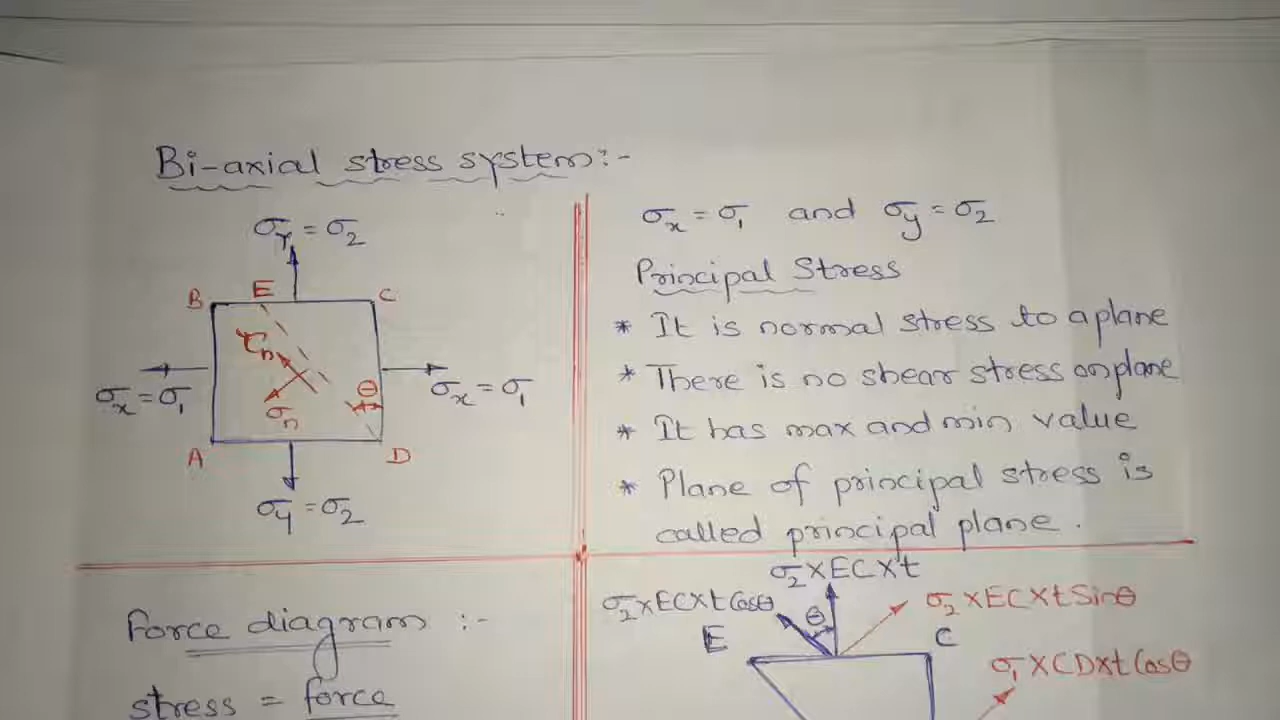 Bi-axial stress system:-
σy = σ2
B E C
τn
θ
σx = σ1
σx = σ1
σn
A D
σy = σ2
σx = σ1 and σy = σ2
Principal Stress
* It is normal stress to a plane
* There is no shear stress on plane
* It has max and min value
* Plane of principal stress is
called principal plane.
Force diagram :-
stress = force
σ2 × EC × t
σ2 × EC × t Cosθ
θ
σ2 × EC × t Sinθ
E C
σ1 × CD × t Cosθ